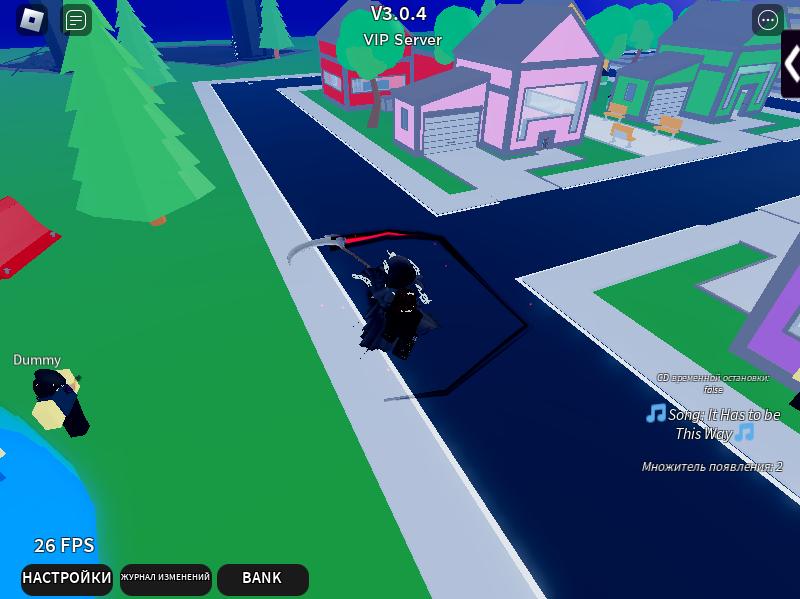 V3.0.4
VIP Server
Dummy
CD временной остановки:
false
🎵Song: It Has to be
This Way🎵
Множитель появления: 2
26 FPS
НАСТРОЙКИ
ЖУРНАЛ ИЗМЕНЕНИЙ
BANK